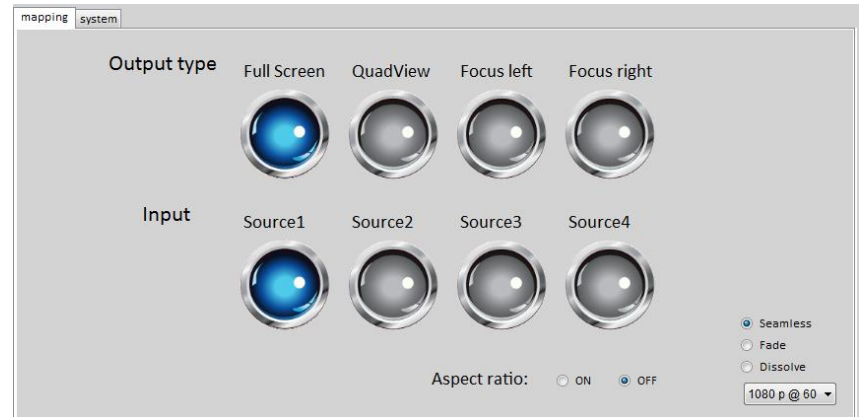 mapping system
Output type Full Screen QuadView Focus left Focus right
Input Source1 Source2 Source3 Source4
Seamless
Fade
Dissolve
Aspect ratio: ON OFF
1080 p @ 60